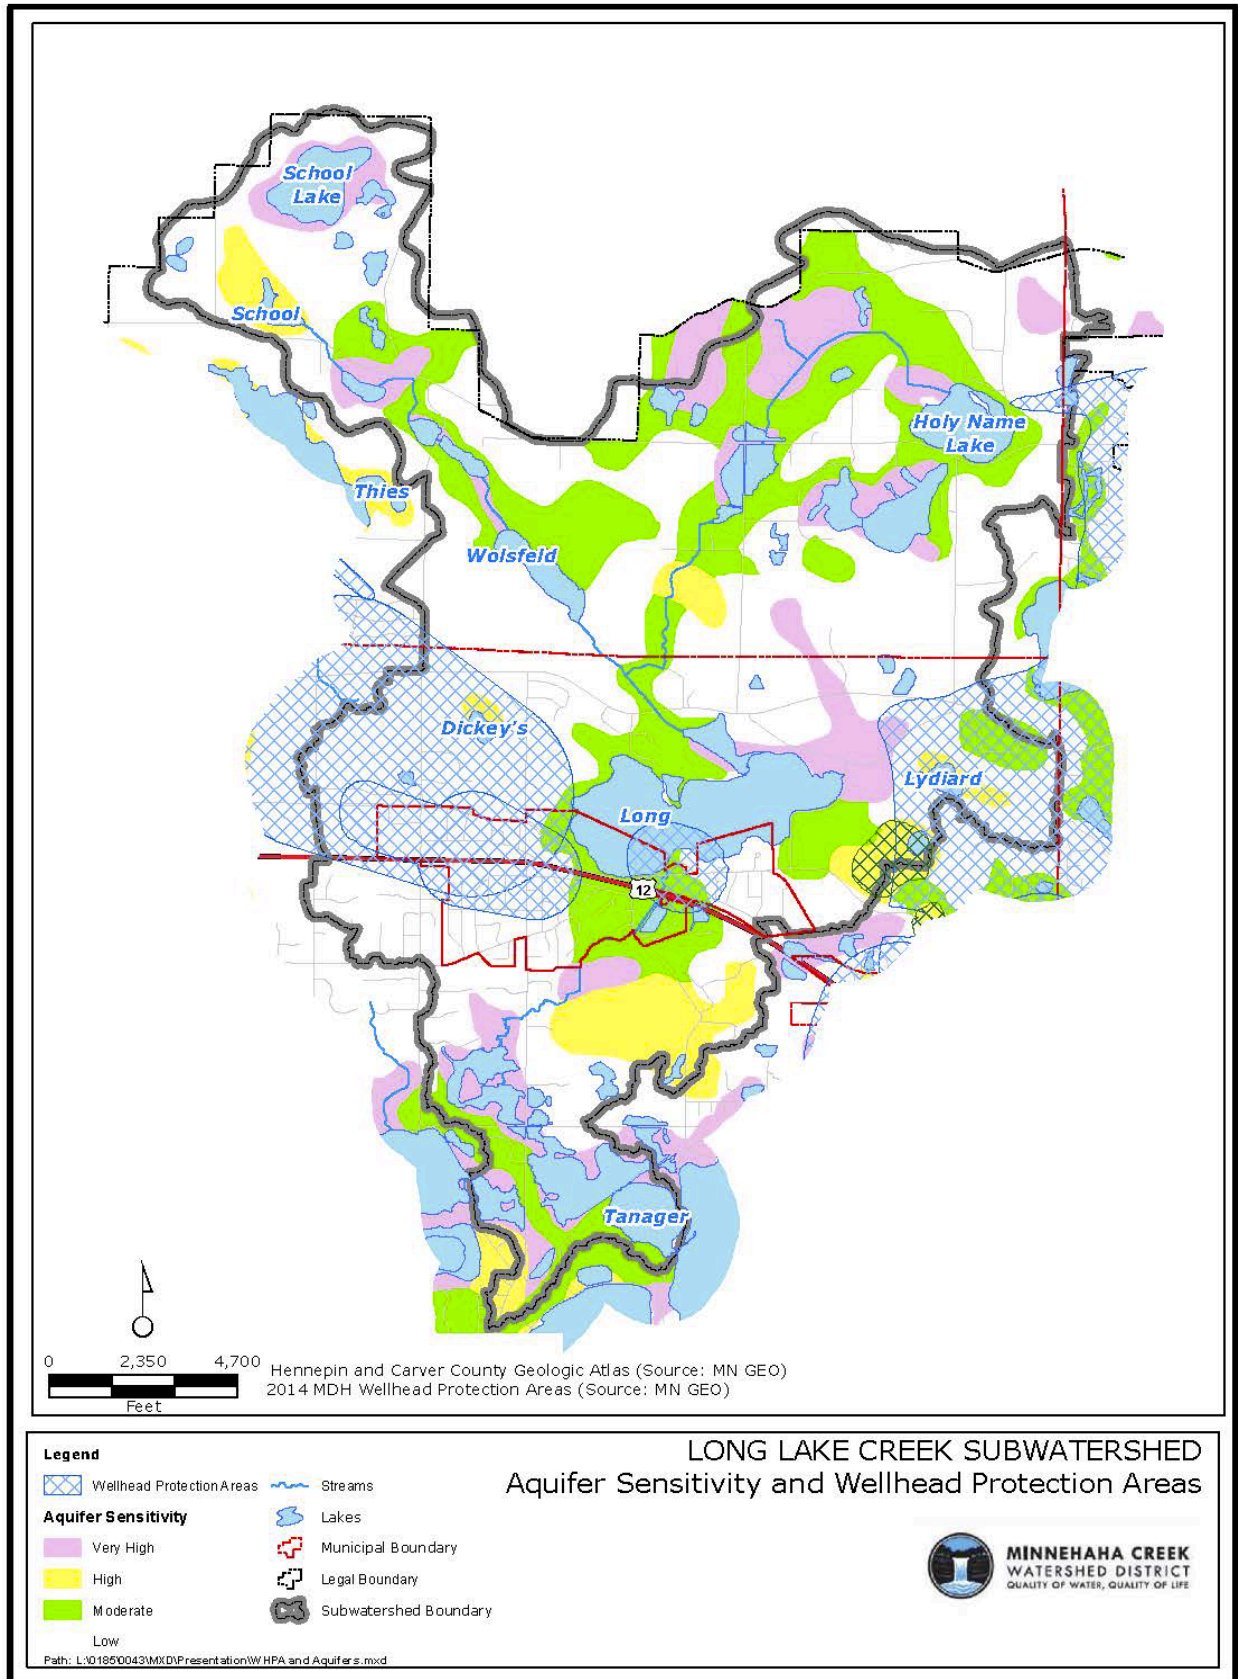 School
Lake
School
Holy Name
Lake
Thies
Wolsfeld
Dickey's
Lydiard
Long
12
Tanager
0 2,350 4,700
Feet
Hennepin and Carver County Geologic Atlas (Source: MN GEO)
2014 MDH Wellhead Protection Areas (Source: MN GEO)
LONG LAKE CREEK SUBWATERSHED
Aquifer Sensitivity and Wellhead Protection Areas
Legend
Wellhead Protection Areas
Streams
Aquifer Sensitivity
Lakes
Very High
Municipal Boundary
High
Legal Boundary
Moderate
Subwatershed Boundary
Low
Path: L:\0185\0043\MXD\Presentation\WHPA and Aquifers.mxd
MINNEHAHA CREEK
WATERSHED DISTRICT
QUALITY OF WATER, QUALITY OF LIFE